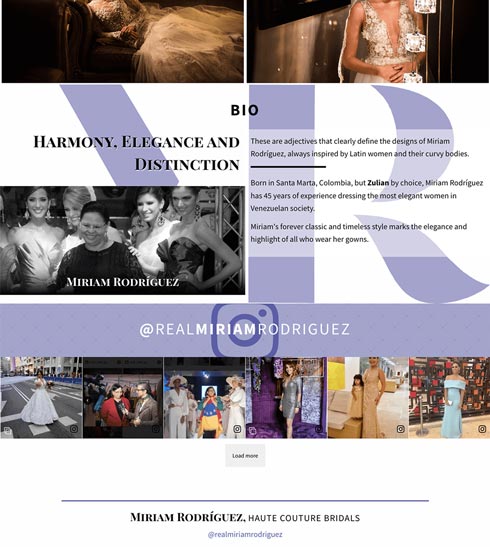 BIO
HARMONY, ELEGANCE AND
DISTINCTION
MIRIAM RODRÍGUEZ
These are adjectives that clearly define the designs of Miriam
Rodríguez, always inspired by Latin women and their curvy bodies.
Born in Santa Marta, Colombia, but Zulian by choice, Miriam Rodríguez
has 45 years of experience dressing the most elegant women in
Venezuelan society.
Miriam's forever classic and timeless style marks the elegance and
highlight of all who wear her gowns.
@REALMIRIAMRODRIGUEZ
Load more
MIRIAM RODRÍGUEZ, HAUTE COUTURE BRIDALS
@realmiriamrodriguez